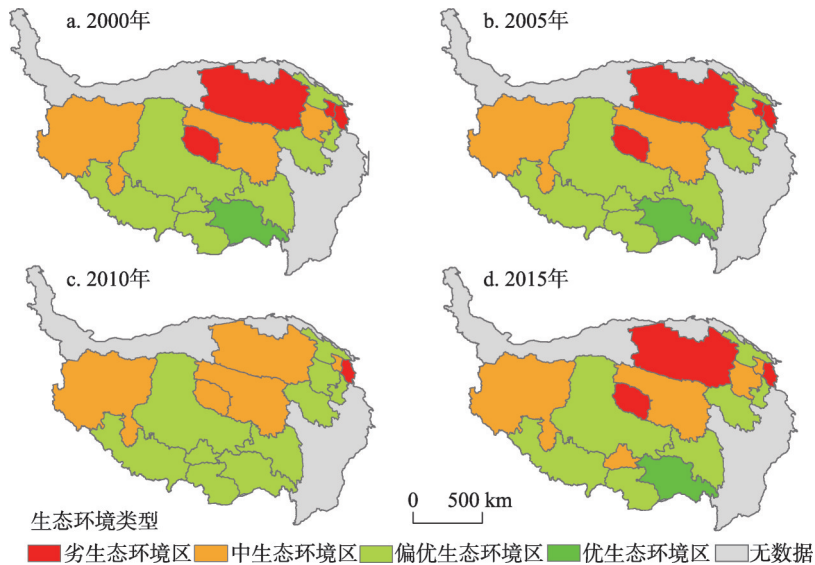 a. 2000年
b. 2005年
c. 2010年
d. 2015年
0 500 km
生态环境类型
劣生态环境区 中生态环境区 偏优生态环境区 优生态环境区 无数据